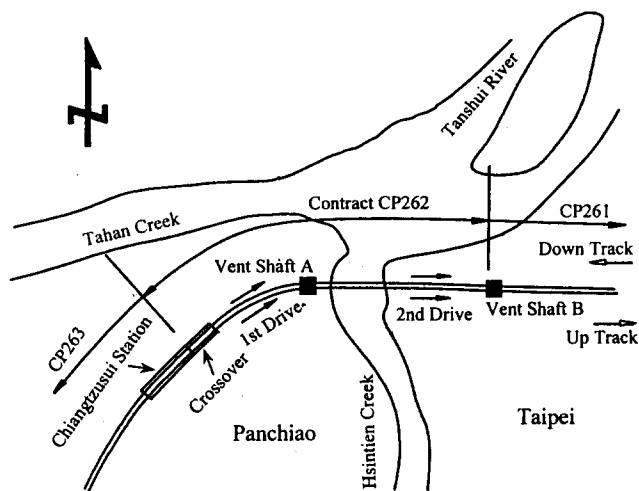 Tanshui River
Contract CP262
CP261
Tahan Creek
Down Track
Vent Shaft A
1st Drive
2nd Drive
Vent Shaft B
Up Track
CP263
Chiangtzusui Station
Crossover
Hsintien Creek
Panchiao
Taipei